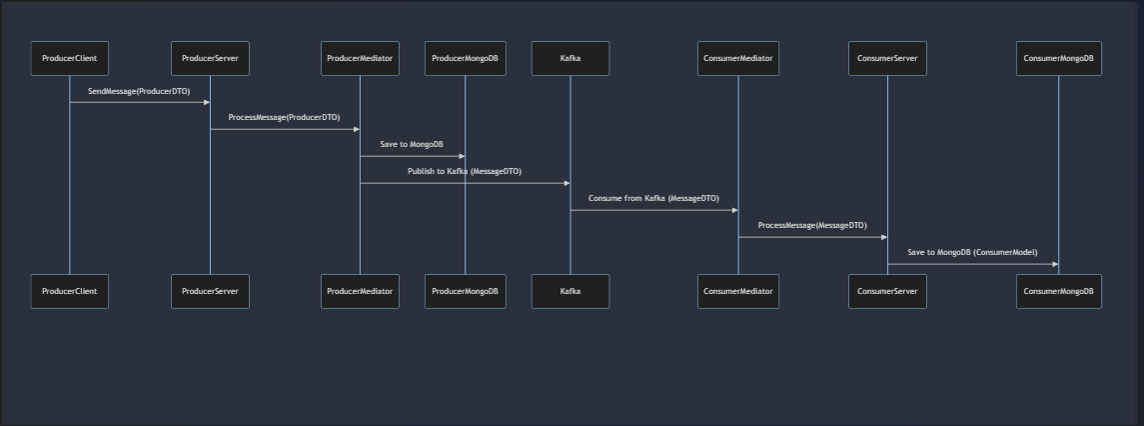 ProducerClient
ProducerServer
ProducerMediator
ProducerMongoDB
Kafka
ConsumerMediator
ConsumerServer
ConsumerMongoDB
SendMessage(ProducerDTO)
ProcessMessage(ProducerDTO)
Save to MongoDB
Publish to Kafka (MessageDTO)
Consume from Kafka (MessageDTO)
ProcessMessage(MessageDTO)
Save to MongoDB (ConsumerModel)
ProducerClient
ProducerServer
ProducerMediator
ProducerMongoDB
Kafka
ConsumerMediator
ConsumerServer
ConsumerMongoDB